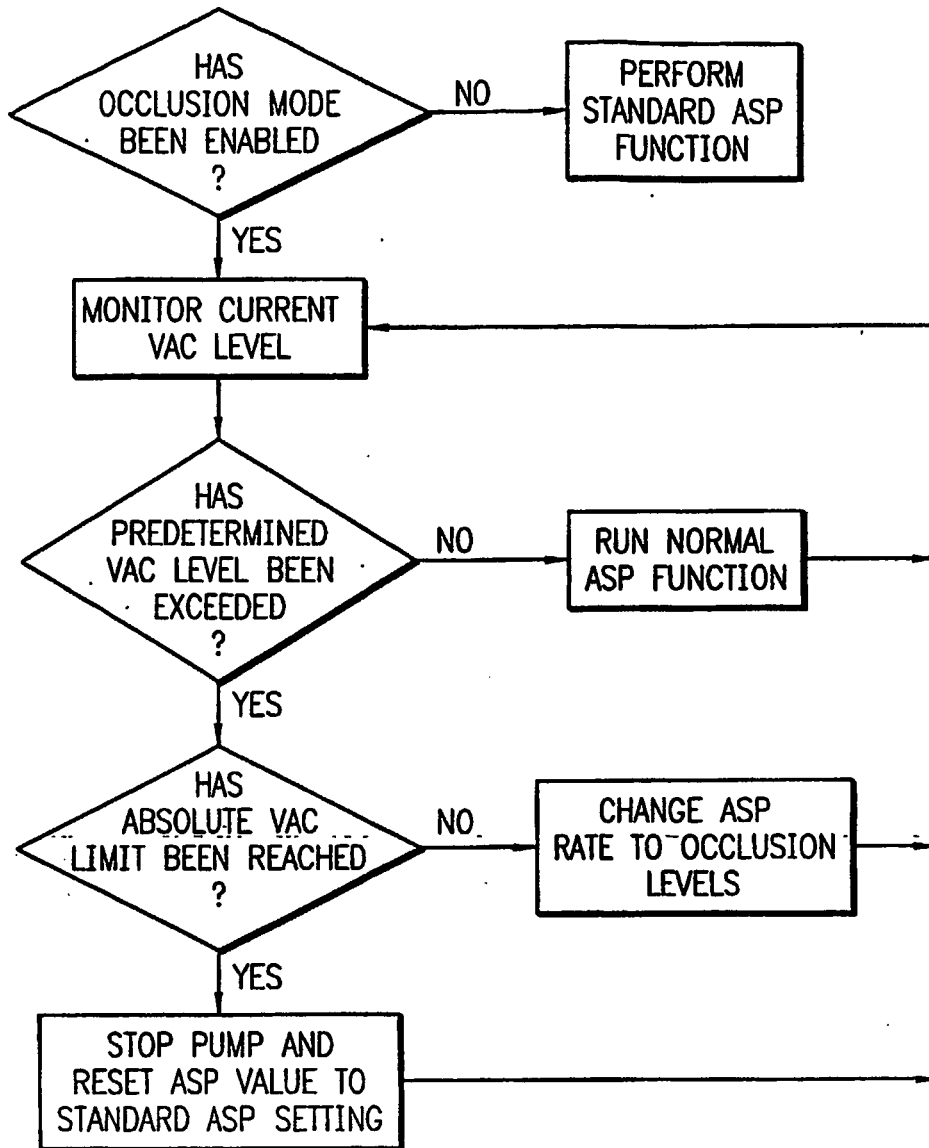 HAS
OCCLUSION MODE
BEEN ENABLED
?
NO
PERFORM
STANDARD ASP
FUNCTION
YES
MONITOR CURRENT
VAC LEVEL
HAS
PREDETERMINED
VAC LEVEL BEEN
EXCEEDED
?
NO
RUN NORMAL
ASP FUNCTION
YES
HAS
ABSOLUTE VAC
LIMIT BEEN REACHED
?
NO
CHANGE ASP
RATE TO OCCLUSION
LEVELS
YES
STOP PUMP AND
RESET ASP VALUE TO
STANDARD ASP SETTING